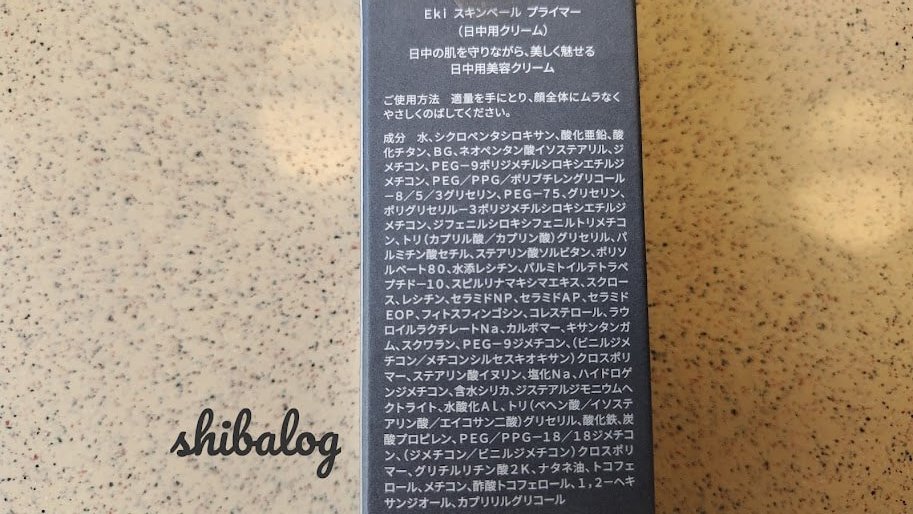 Eki スキンベール プライマー
（日中用クリーム）
日中の肌を守りながら、美しく魅せる
日中用美容クリーム
ご使用方法　適量を手にとり、顔全体にムラなく
やさしくのばしてください。
成分　水、シクロペンタシロキサン、酸化亜鉛、酸
化チタン、BG、ネオペンタン酸イソステアリル、ジ
メチコン、PEG−9ポリジメチルシロキシエチルジ
メチコン、PEG／PPG／ポリブチレングリコール
−8／5／3グリセリン、PEG−75、グリセリン、
ポリグリセリル−3ポリジメチルシロキシエチルジ
メチコン、ジフェニルシロキシフェニルトリメチコ
ン、トリ（カプリル酸／カプリン酸）グリセリル、パ
ルミチン酸セチル、ステアリン酸ソルビタン、ポリソ
ルベート80、水添レシチン、パルミトイルテトラペ
プチド−10、スピルリナマキシマエキス、スクロー
ス、レシチン、セラミドNP、セラミドAP、セラミド
EOP、フィトスフィンゴシン、コレステロール、ラウ
ロイルラクチレートNa、カルボマー、キサンタンガ
ム、スクワラン、PEG−9ジメチコン、（ビニルジメ
チコン／メチコンシルセスキオキサン）クロスポリ
マー、ステアリン酸イヌリン、塩化Na、ハイドロゲ
ンジメチコン、含水シリカ、ジステアルジモニウムヘ
クトライト、水酸化AL、トリ（ベヘン酸／イソステ
アリン酸／エイコサン二酸）グリセリル、酸化鉄、炭
酸プロピレン、PEG／PPG−18／18ジメチコ
ン、（ジメチコン／ビニルジメチコン）クロスポリ
マー、グリチルリチン酸2K、ナタネ油、トコフェ
ロール、メチコン、酢酸トコフェロール、1，2−ヘキ
サンジオール、カプリリルグリコール
shibalog